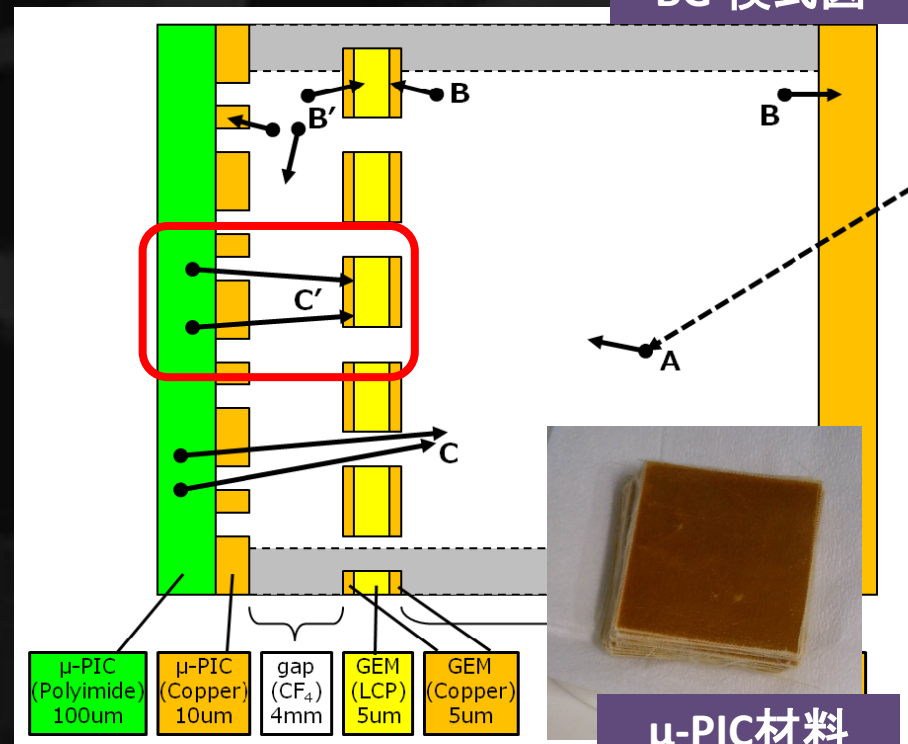 BG 模式図
B′
B
B
C′
A
C
μ-PIC
(Polyimide)
100um
μ-PIC
(Copper)
10um
gap
(CF₄)
4mm
GEM
(LCP)
5um
GEM
(Copper)
5um
μ-PIC材料